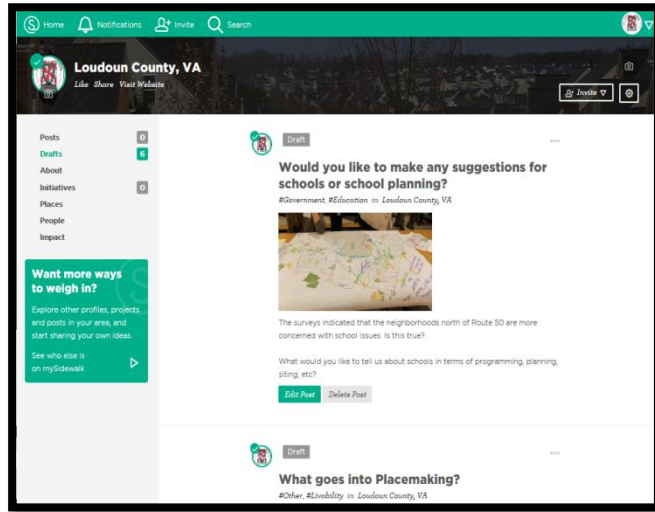 Home Notifications Invite Search
Loudoun County, VA
Like Share Visit Website
Invite
Posts 0
Drafts 6
About
Initiatives 0
Places
People
Impact
Want more ways
to weigh in?
Explore other profiles, projects
and posts in your area, and
start sharing your own ideas.
See who else is
on mySidewalk
Draft
Would you like to make any suggestions for
schools or school planning?
#Government, #Education in Loudoun County, VA
The surveys indicated that the neighborhoods north of Route 50 are more
concerned with school issues. Is this true?
What would you like to tell us about schools in terms of programming, planning,
siting, etc?
Edit Post Delete Post
Draft
What goes into Placemaking?
#Other, #Livability in Loudoun County, VA